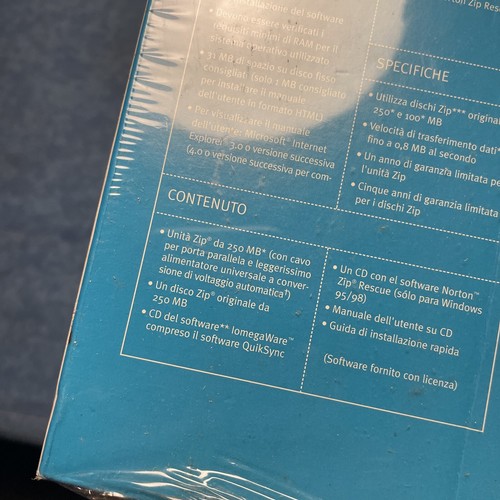 installazione del software
• Devono essere verificati i
requisiti minimi di RAM per il
sistema operativo utilizzato
• 31 MB di spazio su disco fisso
consigliati (solo 2 MB consigliato
per installare il manuale
dell'utente in formato HTML)
• Per visualizzare il manuale
dell'utente: Microsoft® Internet
Explorer® 3.0 o versione successiva
(4.0 o versione successiva per com-
Zip
SPECIFICHE
• Utilizza dischi Zip***
250* e 100* MB
• Velocità di trasferimento dati*
fino a 0,8 MB al secondo
• Un anno di garanzia limitata
l'unità Zip
• Cinque anni di garanzia limitata
per i dischi Zip
CONTENUTO
• Unità Zip® da 250 MB* (con cavo
per porta parallela e leggerissimo
alimentatore universale a conver-
sione di voltaggio automatica†)
• Un disco Zip® originale da
250 MB
• CD del software** IomegaWare™
compreso il software QuikSync
• Un CD con el software Norton™
Zip® Rescue (sólo para Windows
95/98)
• Manuale dell'utente su CD
• Guida di installazione rapida
(Software fornito con licenza)